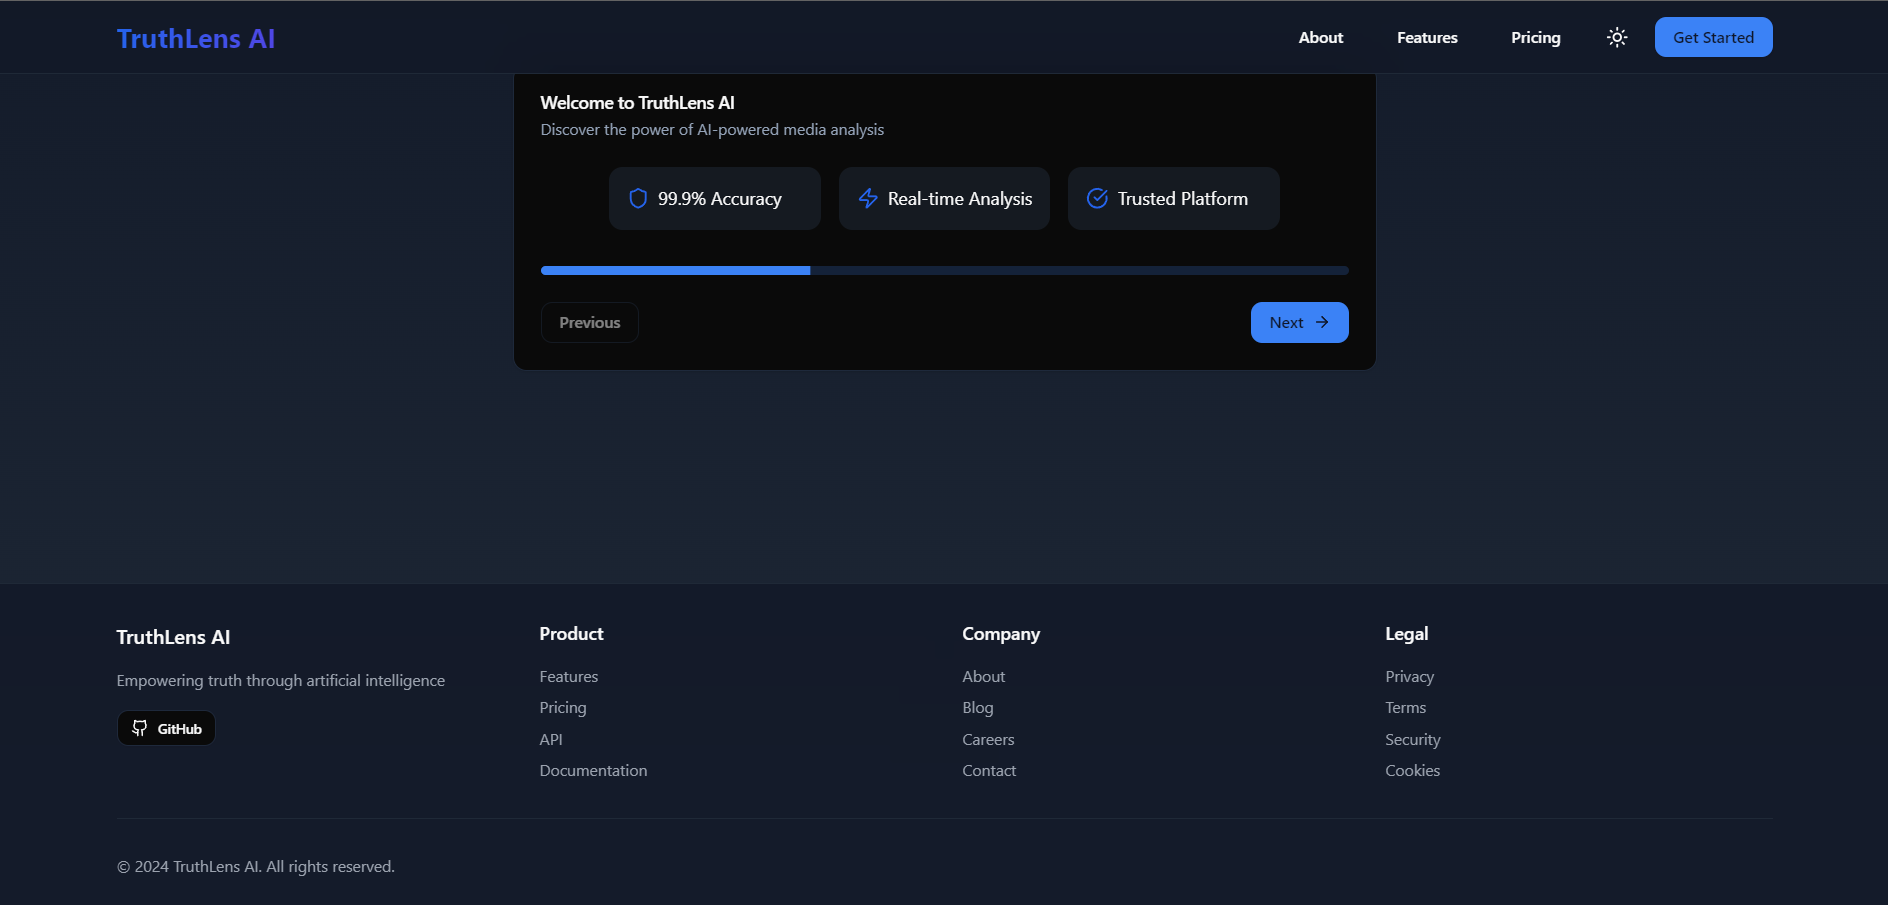 TruthLens AI
About Features Pricing Get Started
Welcome to TruthLens AI
Discover the power of AI-powered media analysis
99.9% Accuracy Real-time Analysis Trusted Platform
Previous Next
TruthLens AI
Empowering truth through artificial intelligence
GitHub
Product
Features
Pricing
API
Documentation
Company
About
Blog
Careers
Contact
Legal
Privacy
Terms
Security
Cookies
© 2024 TruthLens AI. All rights reserved.